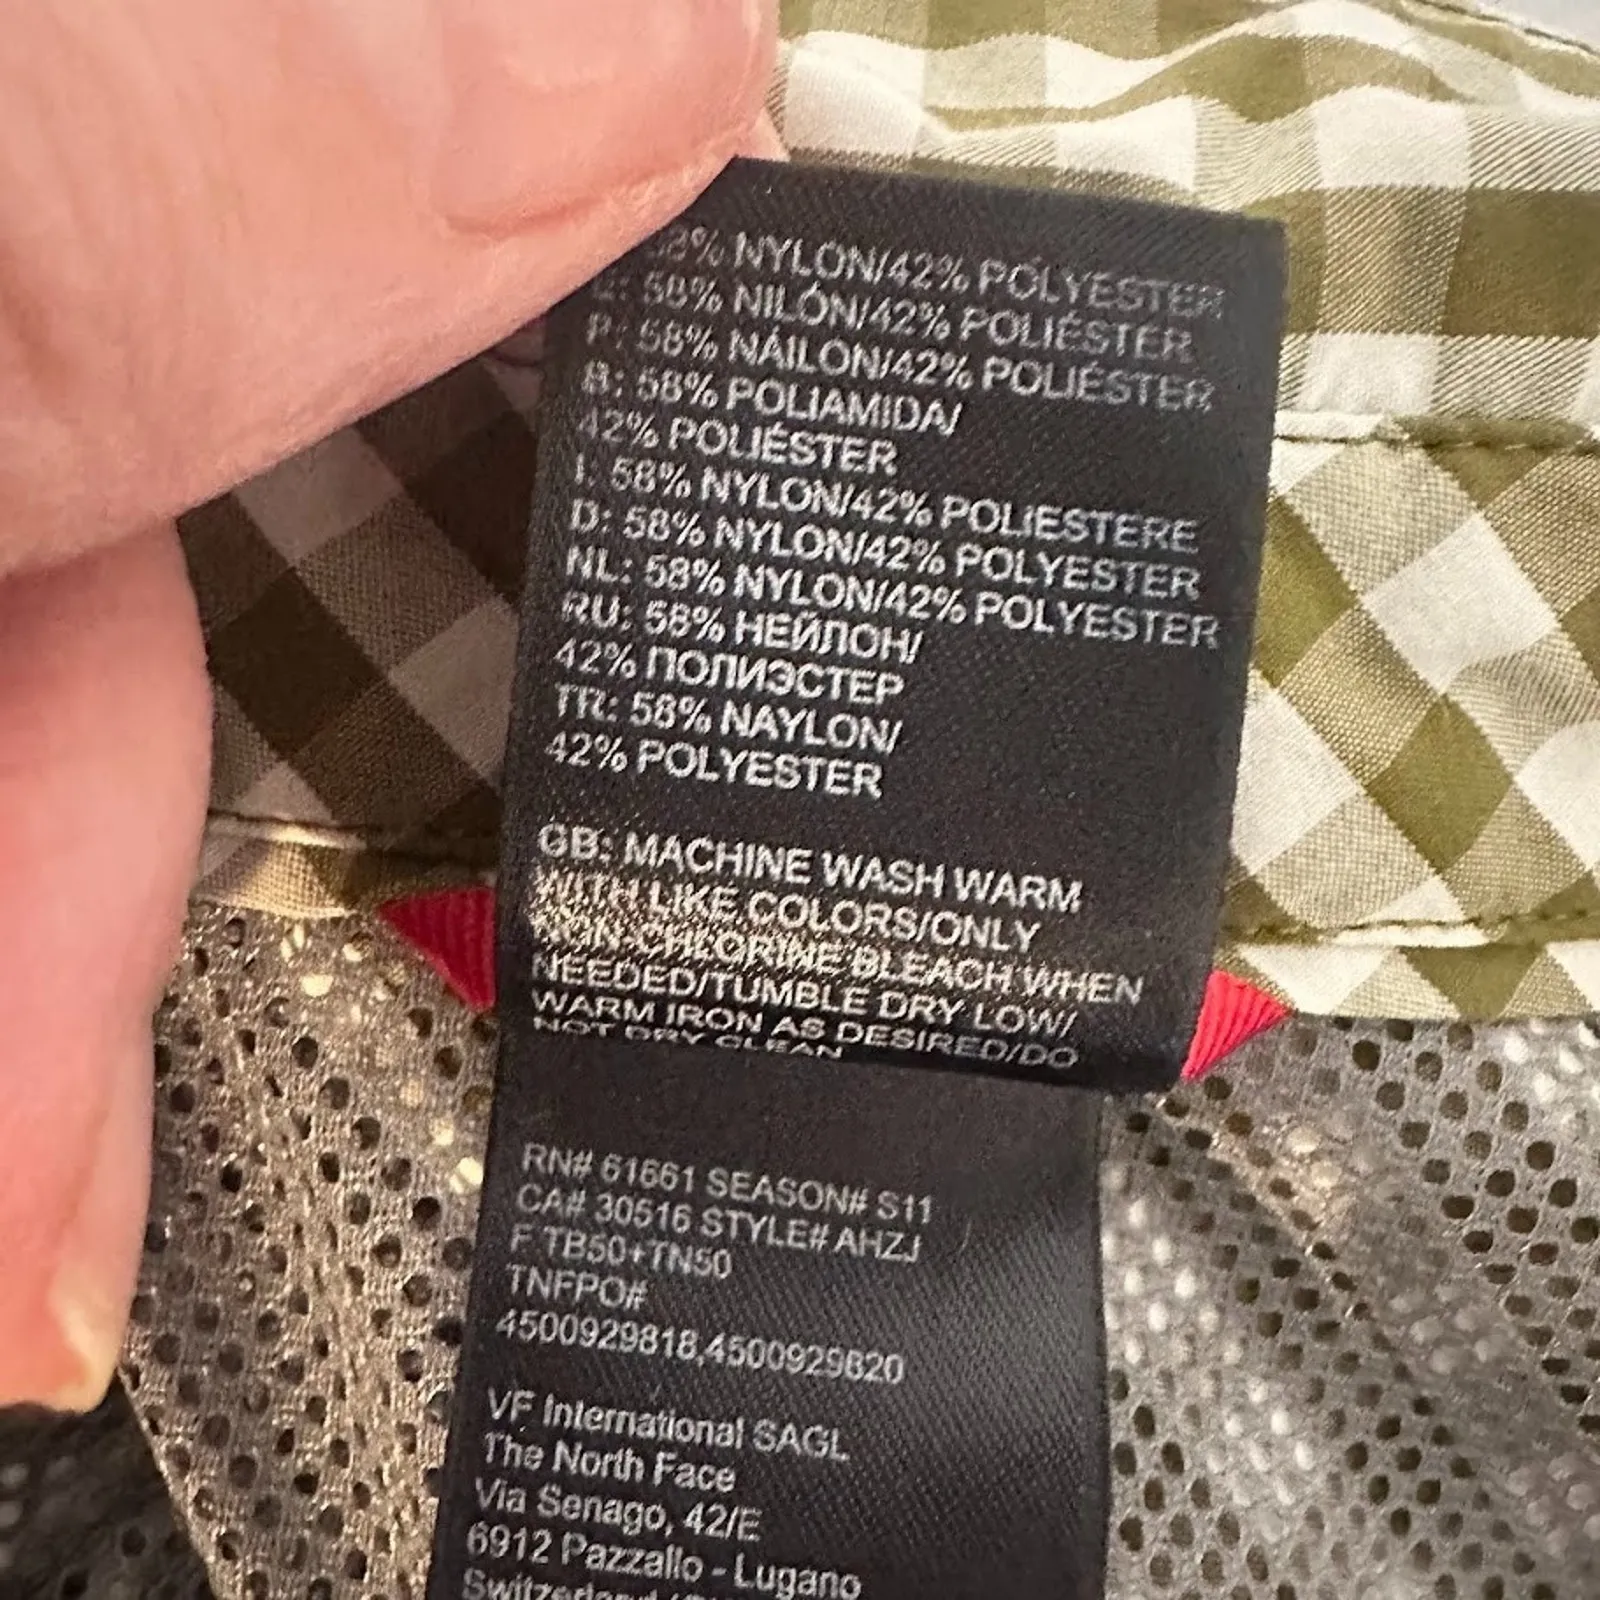 NYLON/42% POLYESTER
58% NILÓN/42% POLIÉSTER
P: 58% NÁILON/42% POLIÉSTER
B: 58% POLIAMIDA/
42% POLIÉSTER
I: 58% NYLON/42% POLIESTERE
D: 58% NYLON/42% POLYESTER
NL: 58% NYLON/42% POLYESTER
RU: 58% НЕЙЛОН/
42% ПОЛИЭСТЕР
TR: 58% NAYLON/
42% POLYESTER
GB: MACHINE WASH WARM
WITH LIKE COLORS/ONLY
NON-CHLORINE BLEACH WHEN
NEEDED/TUMBLE DRY LOW/
WARM IRON AS DESIRED/DO
NOT DRY CLEAN
RN# 61661 SEASON# S11
CA# 30516 STYLE# AHZJ
F TB50+TN50
TNFPO#
4500929818,4500929820
VF International SAGL
The North Face
Via Senago, 42/E
6912 Pazzallo - Lugano
Switzerland